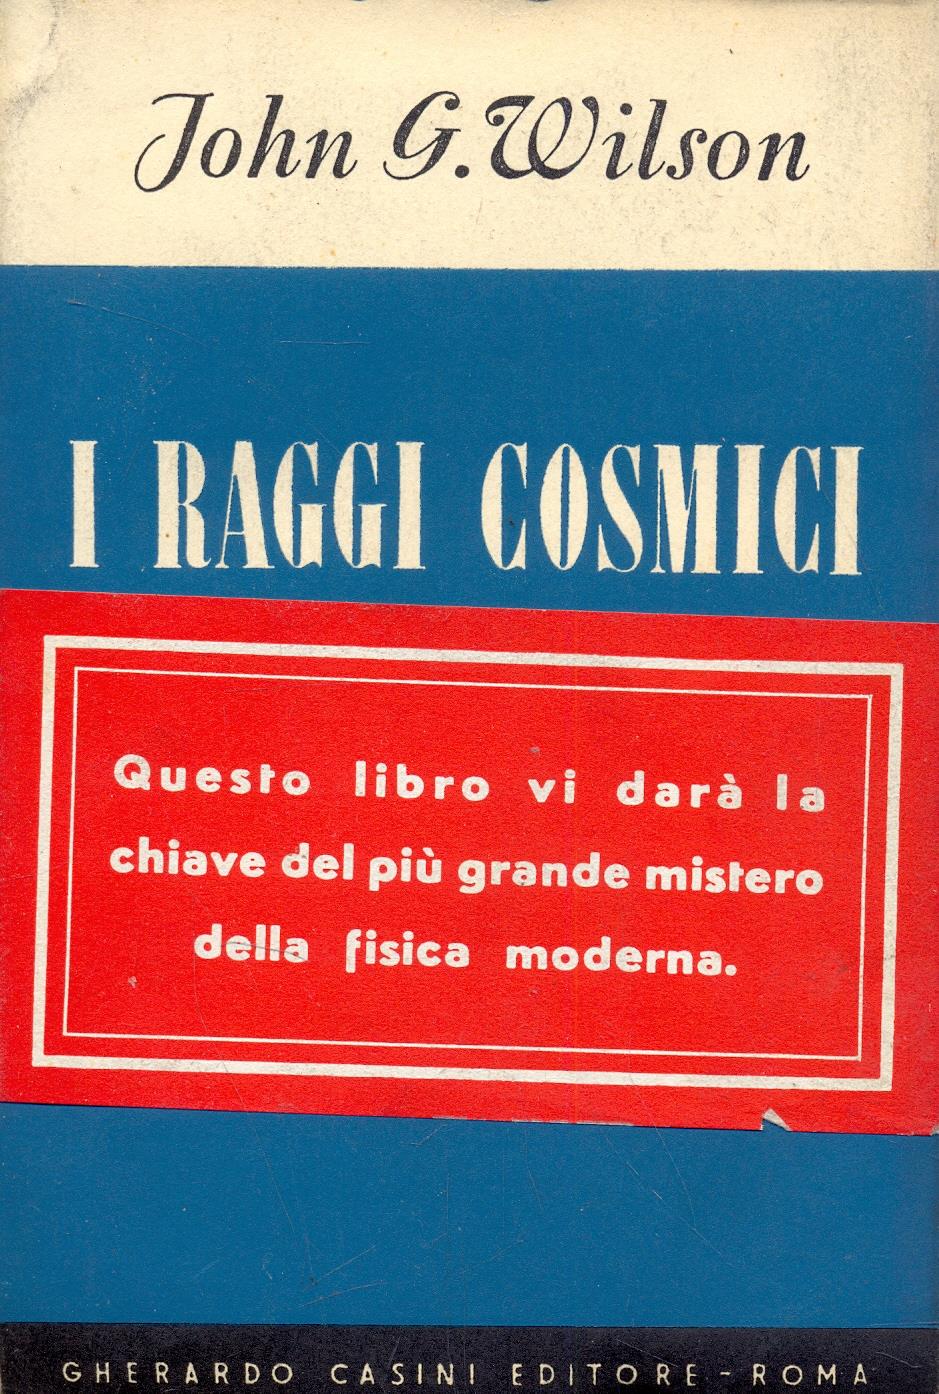 John G. Wilson
I RAGGI COSMICI
Questo libro vi darà la
chiave del più grande mistero
della fisica moderna.
GHERARDO CASINI EDITORE - ROMA